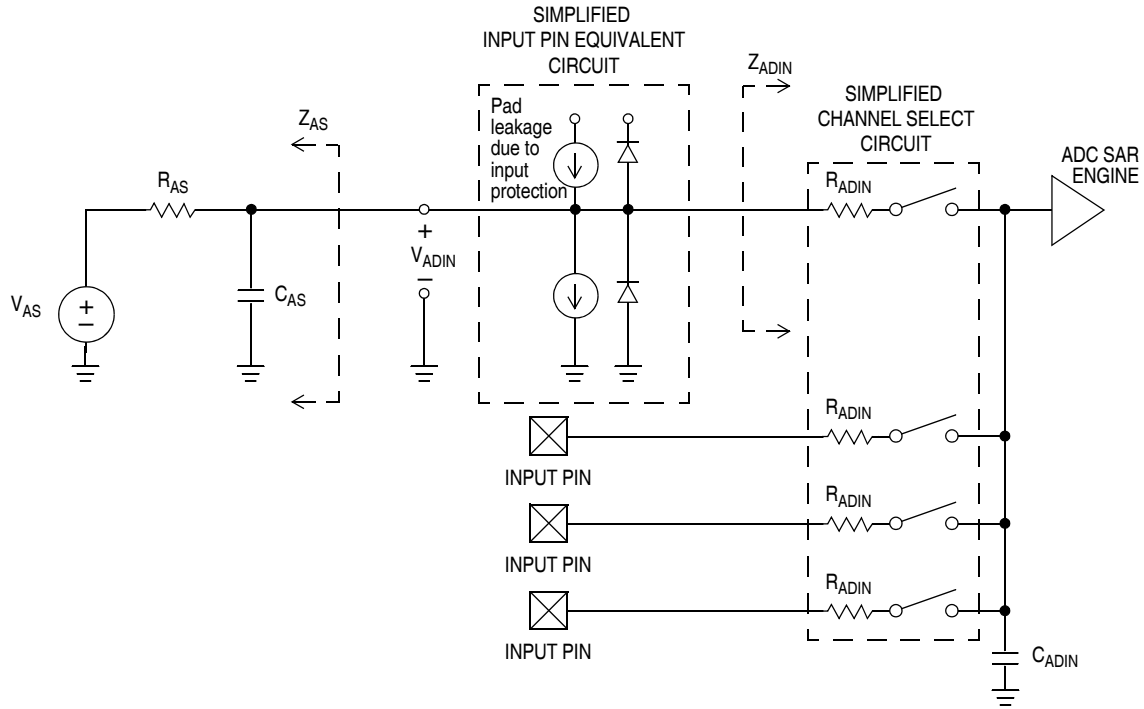 SIMPLIFIED
INPUT PIN EQUIVALENT
CIRCUIT
Pad
leakage
due to
input
protection
Z_AS
R_AS
V_AS
+
–
C_AS
+
V_ADIN
–
Z_ADIN
SIMPLIFIED
CHANNEL SELECT
CIRCUIT
R_ADIN
ADC SAR
ENGINE
R_ADIN
INPUT PIN
R_ADIN
INPUT PIN
R_ADIN
INPUT PIN
C_ADIN